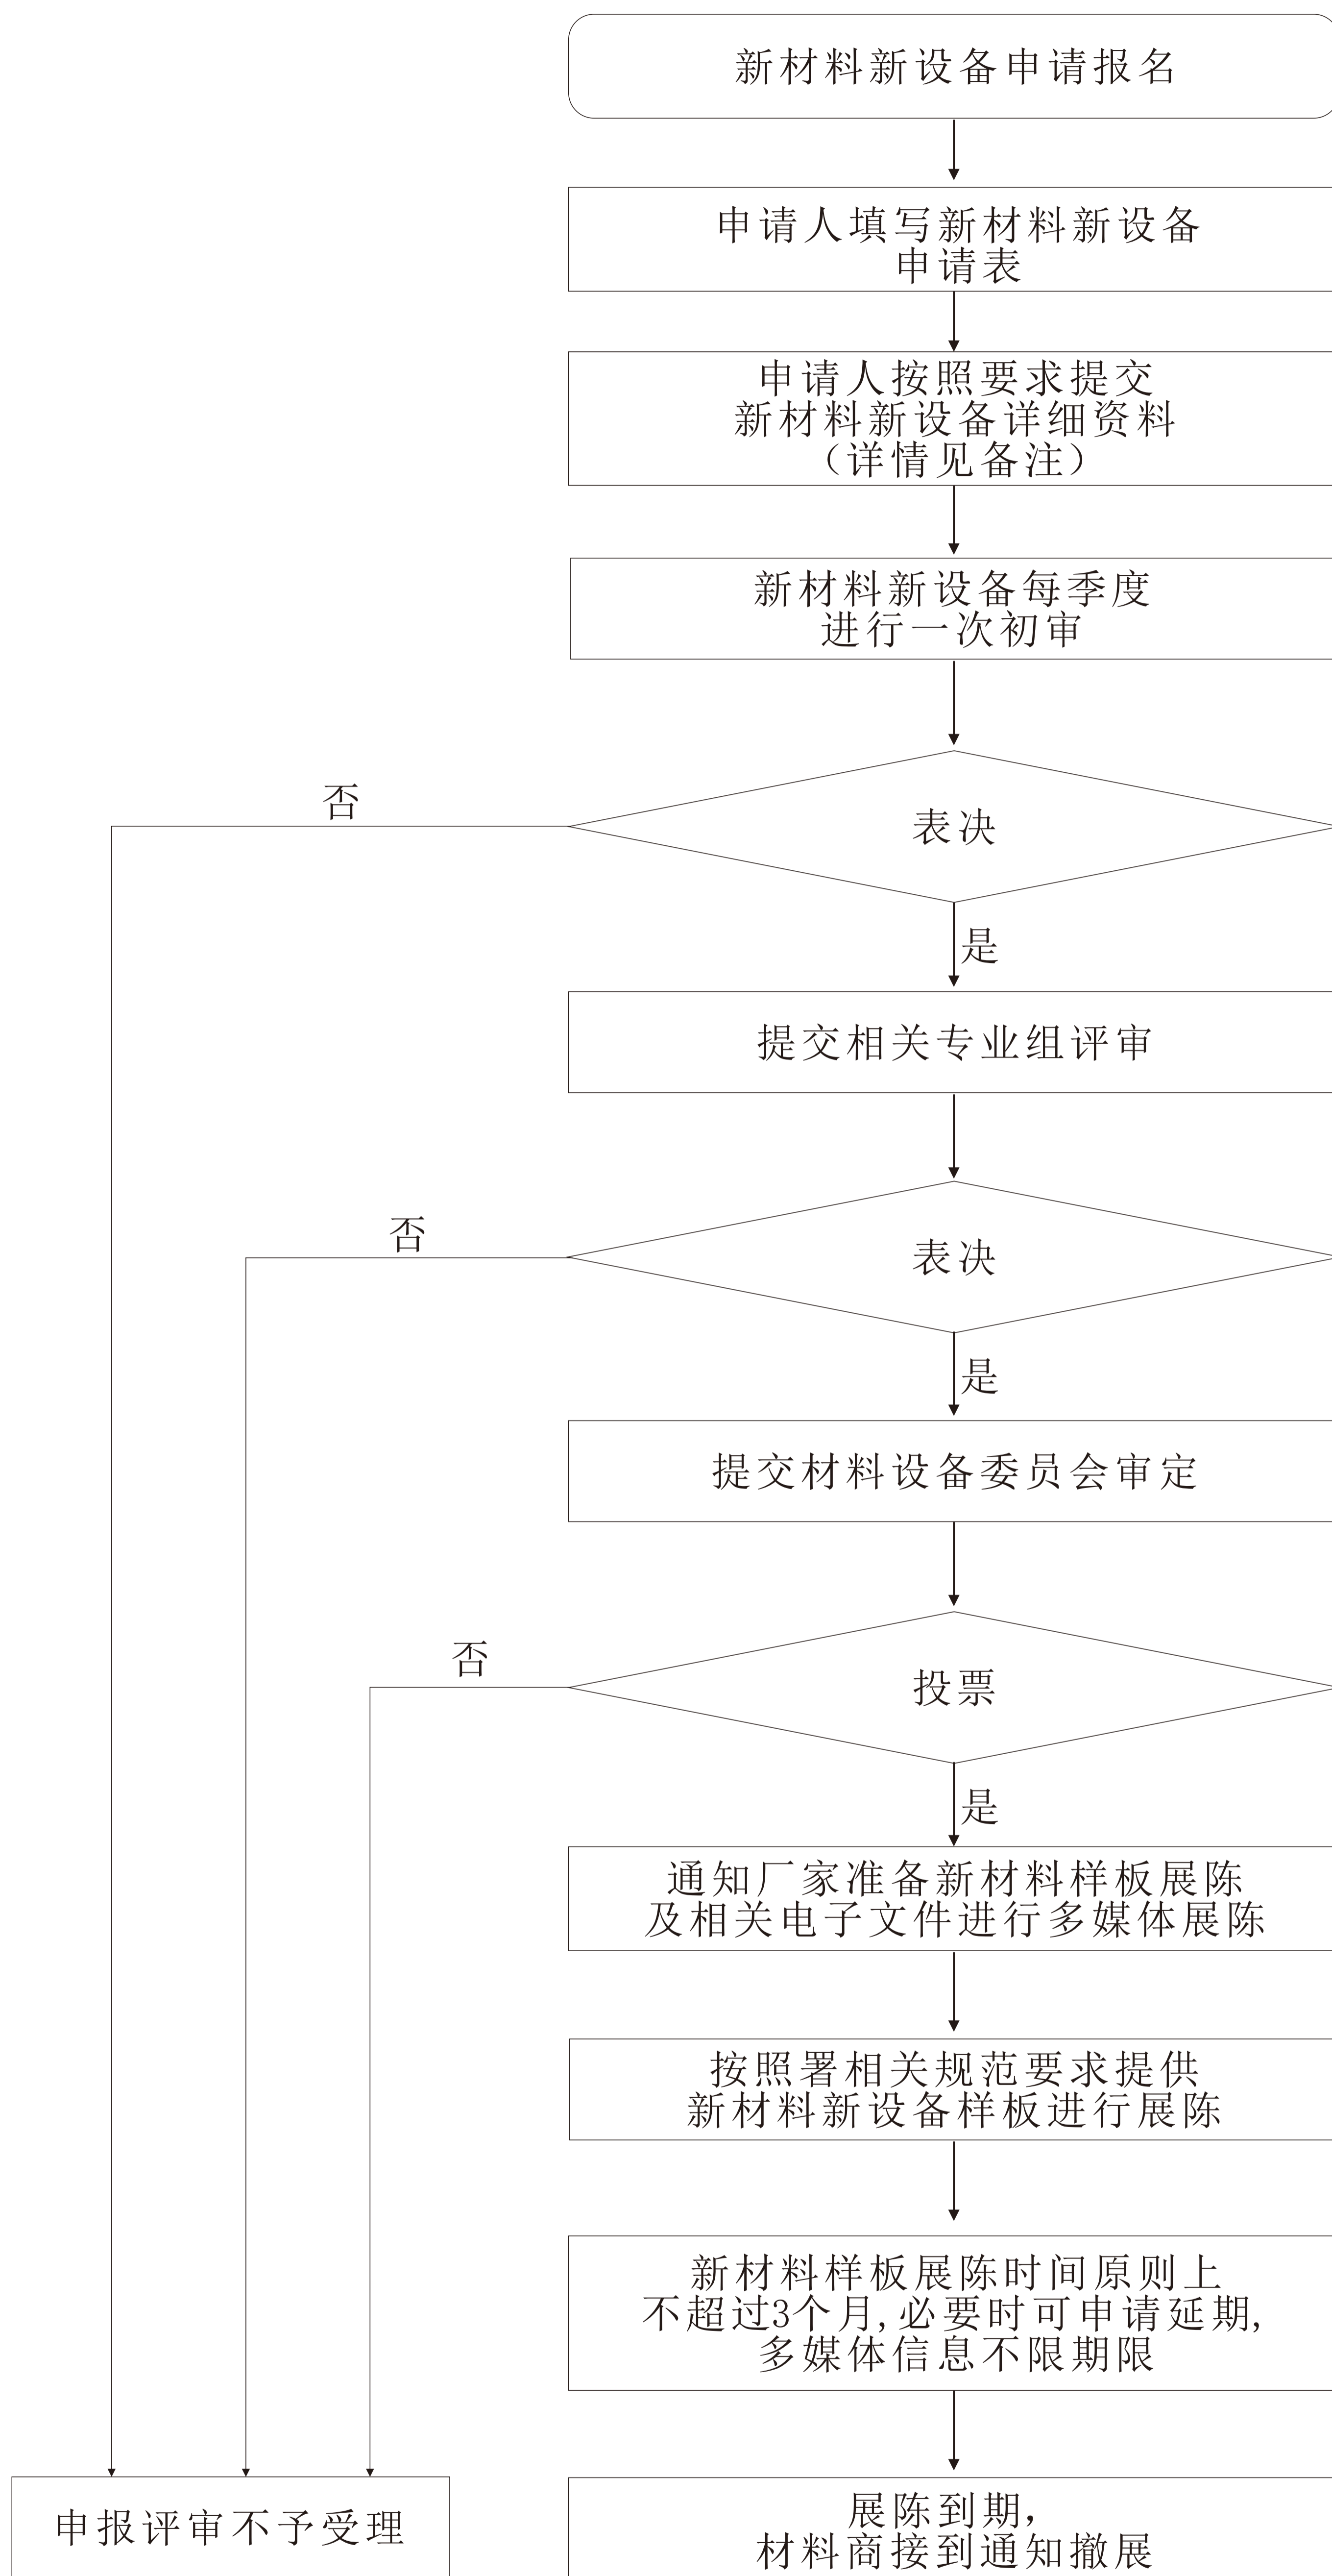 新材料新设备申请报名
申请人填写新材料新设备
申请表
申请人按照要求提交
新材料新设备详细资料
（详情见备注）
新材料新设备每季度
进行一次初审
否
表决
是
提交相关专业组评审
否
表决
是
提交材料设备委员会审定
否
投票
是
通知厂家准备新材料样板展陈
及相关电子文件进行多媒体展陈
按照署相关规范要求提供
新材料新设备样板进行展陈
新材料样板展陈时间原则上
不超过3个月,必要时可申请延期,
多媒体信息不限期限
申报评审不予受理
展陈到期，
材料商接到通知撤展